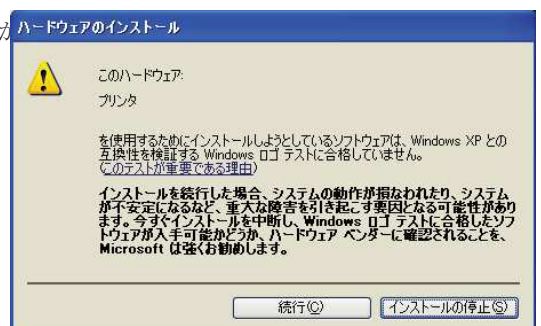 が
ハードウェアのインストール
このハードウェア:
プリンタ
を使用するためにインストールしようとしているソフトウェアは、Windows XP との
互換性を検証する Windows ロゴ テストに合格していません。
(このテストが重要である理由)
インストールを続行した場合、システムの動作が損なわれたり、システム
が不安定になるなど、重大な障害を引き起こす要因となる可能性があり
ます。今すぐインストールを中断し、Windows ロゴ テストに合格したソフ
トウェアが入手可能かどうか、ハードウェア ベンダーに確認されることを、
Microsoft は強くお勧めします。
続行(C)
インストールの停止(S)